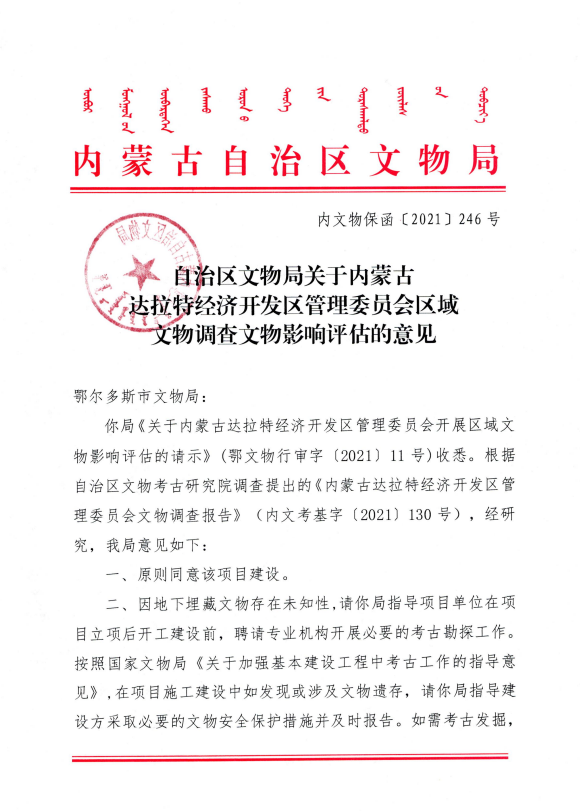 内蒙古自治区文物局
内文物保函〔2021〕246 号
自治区文物局关于内蒙古
达拉特经济开发区管理委员会区域
文物调查文物影响评估的意见
鄂尔多斯市文物局：
你局《关于内蒙古达拉特经济开发区管理委员会开展区域文
物影响评估的请示》(鄂文物行审字〔2021〕11 号)收悉。根据
自治区文物考古研究院调查提出的《内蒙古达拉特经济开发区管
理委员会文物调查报告》（内文考基字〔2021〕130 号），经研
究，我局意见如下：
一、原则同意该项目建设。
二、因地下埋藏文物存在未知性,请你局指导项目单位在项
目立项后开工建设前，聘请专业机构开展必要的考古勘探工作。
按照国家文物局《关于加强基本建设工程中考古工作的指导意
见》,在项目施工建设中如发现或涉及文物遗存，请你局指导建
设方采取必要的文物安全保护措施并及时报告。如需考古发掘，